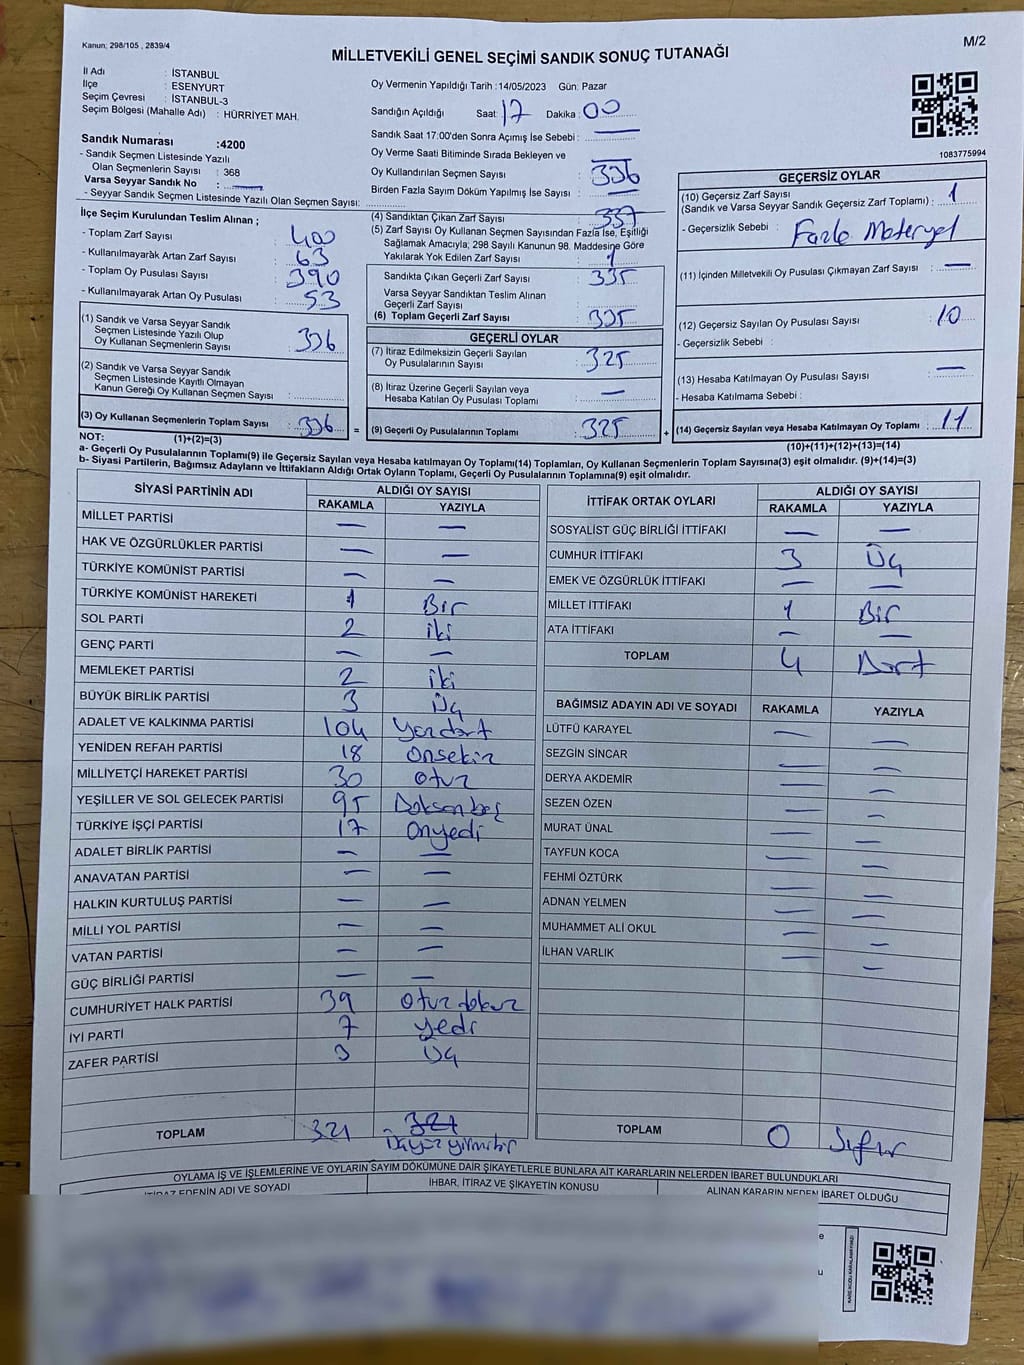 Kanun; 298/105 , 2839/4
M/2
MİLLETVEKİLİ GENEL SEÇİMİ SANDIK SONUÇ TUTANAĞI
İl Adı : İSTANBUL
İlçe : ESENYURT
Seçim Çevresi : İSTANBUL-3
Seçim Bölgesi (Mahalle Adı) : HÜRRİYET MAH.
Sandık Numarası :4200
- Sandık Seçmen Listesinde Yazılı
Olan Seçmenlerin Sayısı : 368
Varsa Seyyar Sandık No : —
- Seyyar Sandık Seçmen Listesinde Yazılı Olan Seçmen Sayısı:
Oy Vermenin Yapıldığı Tarih :14/05/2023 Gün: Pazar
Sandığın Açıldığı Saat: 17 Dakika : 00
Sandık Saat 17:00'den Sonra Açımış İse Sebebi : —
Oy Verme Saati Bitiminde Sırada Bekleyen ve
Oy Kullandırılan Seçmen Sayısı : 336
Birden Fazla Sayım Döküm Yapılmış İse Sayısı : —
1083775994
İlçe Seçim Kurulundan Teslim Alınan ;
- Toplam Zarf Sayısı : 400
- Kullanılmayarak Artan Zarf Sayısı : 63
- Toplam Oy Pusulası Sayısı : 390
- Kullanılmayarak Artan Oy Pusulası : 53
(1) Sandık ve Varsa Seyyar Sandık
Seçmen Listesinde Yazılı Olup
Oy Kullanan Seçmenlerin Sayısı : 336
(2) Sandık ve Varsa Seyyar Sandık
Seçmen Listesinde Kayıtlı Olmayan
Kanun Gereği Oy Kullanan Seçmen Sayısı :
(3) Oy Kullanan Seçmenlerin Toplam Sayısı : 336 =
(1)+(2)=(3)
(4) Sandıktan Çıkan Zarf Sayısı : 337
(5) Zarf Sayısı Oy Kullanan Seçmen Sayısından Fazla İse, Eşitliği
Sağlamak Amacıyla; 298 Sayılı Kanunun 98. Maddesine Göre
Yakılarak Yok Edilen Zarf Sayısı : 1
Sandıkta Çıkan Geçerli Zarf Sayısı : 335
Varsa Seyyar Sandıktan Teslim Alınan
Geçerli Zarf Sayısı :
(6) Toplam Geçerli Zarf Sayısı : 335
GEÇERLİ OYLAR
(7) İtiraz Edilmeksizin Geçerli Sayılan
Oy Pusulalarının Sayısı : 325
(8) İtiraz Üzerine Geçerli Sayılan veya
Hesaba Katılan Oy Pusulası Toplamı : —
(9) Geçerli Oy Pusulalarının Toplamı : 325 +
GEÇERSİZ OYLAR
(10) Geçersiz Zarf Sayısı
(Sandık ve Varsa Seyyar Sandık Geçersiz Zarf Toplamı) : 1
- Geçersizlik Sebebi : Fazla Materyel
(11) İçinden Milletvekili Oy Pusulası Çıkmayan Zarf Sayısı : —
(12) Geçersiz Sayılan Oy Pusulası Sayısı : 10
- Geçersizlik Sebebi :
(13) Hesaba Katılmayan Oy Pusulası Sayısı : —
- Hesaba Katılmama Sebebi :
(14) Geçersiz Sayılan veya Hesaba Katılmayan Oy Toplamı : 11
(10)+(11)+(12)+(13)=(14)
NOT:
a- Geçerli Oy Pusulalarının Toplamı(9) ile Geçersiz Sayılan veya Hesaba katılmayan Oy Toplamı(14) Toplamları, Oy Kullanan Seçmenlerin Toplam Sayısına(3) eşit olmalıdır. (9)+(14)=(3)
b- Siyasi Partilerin, Bağımsız Adayların ve İttifakların Aldığı Ortak Oyların Toplamı, Geçerli Oy Pusulalarının Toplamına(9) eşit olmalıdır.
SİYASİ PARTİNİN ADI ALDIĞI OY SAYISI
RAKAMLA YAZIYLA
MİLLET PARTİSİ — —
HAK VE ÖZGÜRLÜKLER PARTİSİ — —
TÜRKİYE KOMÜNİST PARTİSİ — —
TÜRKİYE KOMÜNİST HAREKETİ 1 Bir
SOL PARTİ 2 iki
GENÇ PARTİ — —
MEMLEKET PARTİSİ 2 iki
BÜYÜK BİRLİK PARTİSİ 3 Üç
ADALET VE KALKINMA PARTİSİ 104 Yüzdört
YENİDEN REFAH PARTİSİ 18 Onsekiz
MİLLİYETÇİ HAREKET PARTİSİ 30 Otuz
YEŞİLLER VE SOL GELECEK PARTİSİ 95 Doksan beş
TÜRKİYE İŞÇİ PARTİSİ 17 Onyedi
ADALET BİRLİK PARTİSİ — —
ANAVATAN PARTİSİ — —
HALKIN KURTULUŞ PARTİSİ — —
MİLLİ YOL PARTİSİ — —
VATAN PARTİSİ — —
GÜÇ BİRLİĞİ PARTİSİ — —
CUMHURİYET HALK PARTİSİ 39 Otuz dokuz
İYİ PARTİ 7 yedi
ZAFER PARTİSİ 3 Üç
TOPLAM 321 321
Üçyüz yirmibir
İTTİFAK ORTAK OYLARI ALDIĞI OY SAYISI
RAKAMLA YAZIYLA
SOSYALİST GÜÇ BİRLİĞİ İTTİFAKI — —
CUMHUR İTTİFAKI 3 Üç
EMEK VE ÖZGÜRLÜK İTTİFAKI — —
MİLLET İTTİFAKI 1 Bir
ATA İTTİFAKI — —
TOPLAM 4 Dört
BAĞIMSIZ ADAYIN ADI VE SOYADI RAKAMLA YAZIYLA
LÜTFÜ KARAYEL — —
SEZGİN SİNCAR — —
DERYA AKDEMİR — —
SEZEN ÖZEN — —
MURAT ÜNAL — —
TAYFUN KOCA — —
FEHMİ ÖZTÜRK — —
ADNAN YELMEN — —
MUHAMMET ALİ OKUL — —
İLHAN VARLIK — —
TOPLAM 0 Sıfır
OYLAMA İŞ VE İŞLEMLERİNE VE OYLARIN SAYIM DÖKÜMÜNE DAİR ŞİKAYETLERLE BUNLARA AİT KARARLARIN NELERDEN İBARET BULUNDUKLARI
İTİRAZ EDENİN ADI VE SOYADI İHBAR, İTİRAZ VE ŞİKAYETİN KONUSU ALINAN KARARIN NEDEN İBARET OLDUĞU